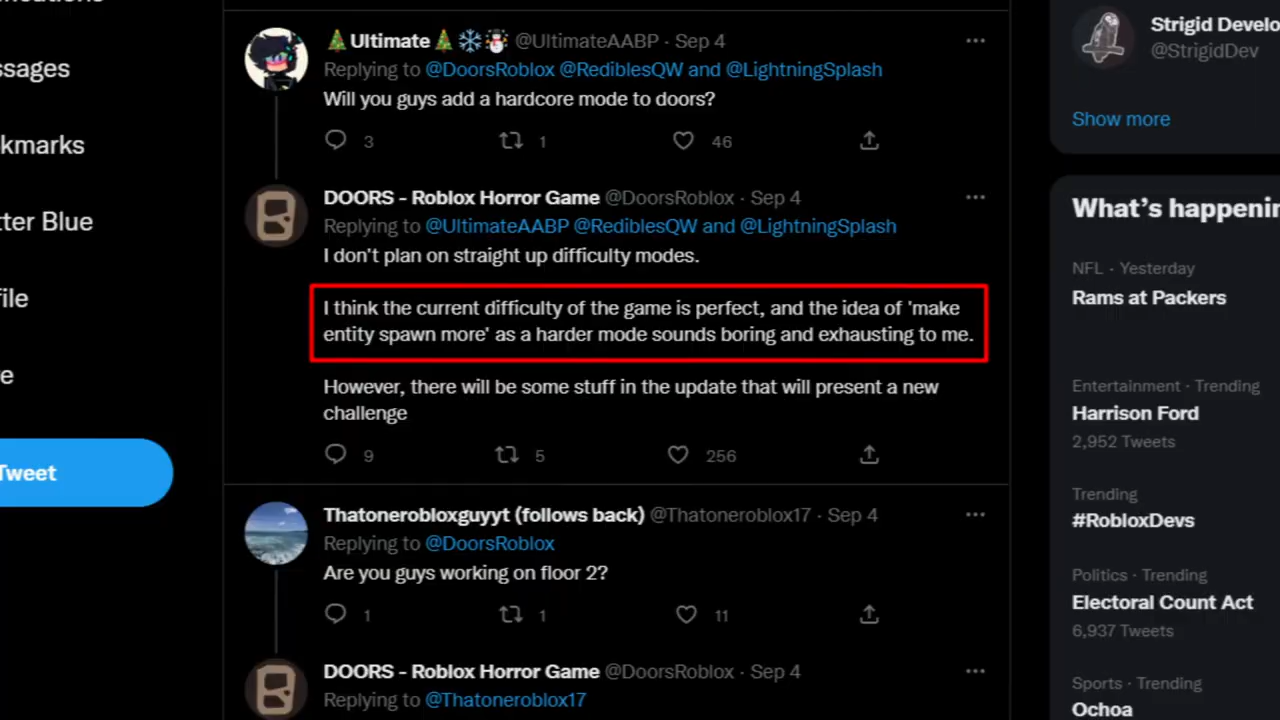 ssages
kmarks
tter Blue
file
e
Tweet
🎄Ultimate🎄❄️☃️ @UltimateAABP · Sep 4
Replying to @DoorsRoblox @RediblesQW and @LightningSplash
Will you guys add a hardcore mode to doors?
3 1 46
DOORS - Roblox Horror Game @DoorsRoblox · Sep 4
Replying to @UltimateAABP @RediblesQW and @LightningSplash
I don't plan on straight up difficulty modes.
I think the current difficulty of the game is perfect, and the idea of 'make
entity spawn more' as a harder mode sounds boring and exhausting to me.
However, there will be some stuff in the update that will present a new
challenge
9 5 256
Thatonerobloxguyyt (follows back) @Thatoneroblox17 · Sep 4
Replying to @DoorsRoblox
Are you guys working on floor 2?
1 1 11
DOORS - Roblox Horror Game @DoorsRoblox · Sep 4
Replying to @Thatoneroblox17
Strigid Develo
@StrigidDev
Show more
What's happenin
NFL · Yesterday
Rams at Packers
Entertainment · Trending
Harrison Ford
2,952 Tweets
Trending
#RobloxDevs
Politics · Trending
Electoral Count Act
6,937 Tweets
Sports · Trending
Ochoa